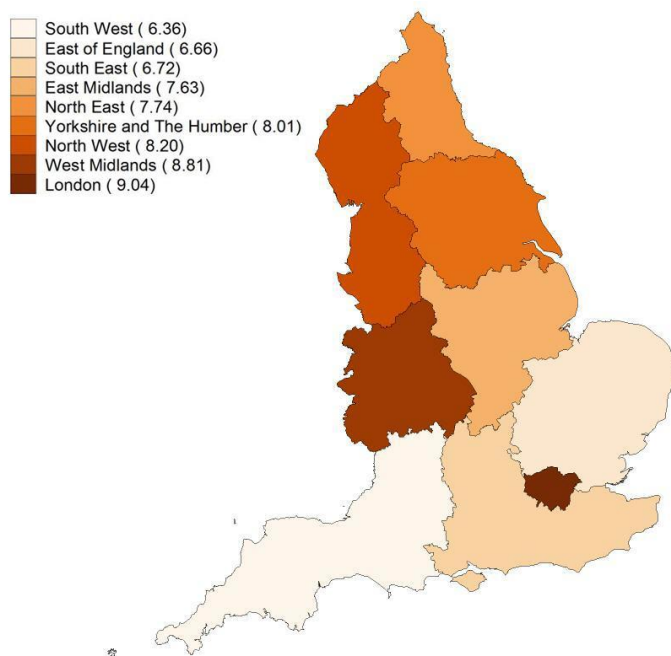 South West ( 6.36)
East of England ( 6.66)
South East ( 6.72)
East Midlands ( 7.63)
North East ( 7.74)
Yorkshire and The Humber ( 8.01)
North West ( 8.20)
West Midlands ( 8.81)
London ( 9.04)